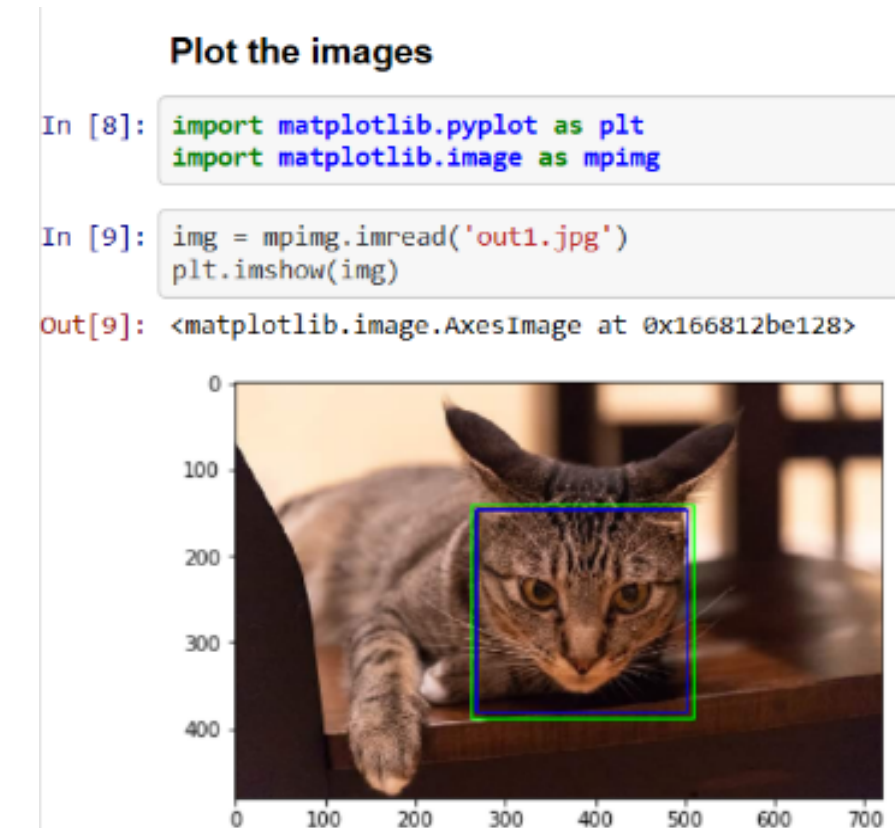 Plot the images
In [8]: import matplotlib.pyplot as plt
import matplotlib.image as mpimg
In [9]: img = mpimg.imread('out1.jpg')
plt.imshow(img)
Out[9]: <matplotlib.image.AxesImage at 0x166812be128>
0
100
200
300
400
0 100 200 300 400 500 600 700